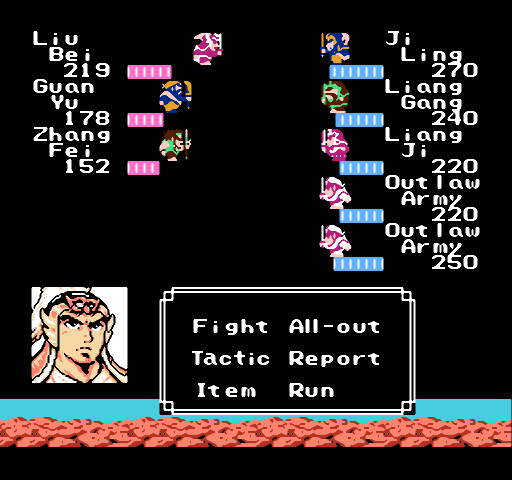 Liu
Bei
219
Guan
Yu
178
Zhang
Fei
152
Ji
Ling
270
Liang
Gang
240
Liang
Ji
220
Outlaw
Army
220
Outlaw
Army
250
Fight All-out
Tactic Report
Item Run